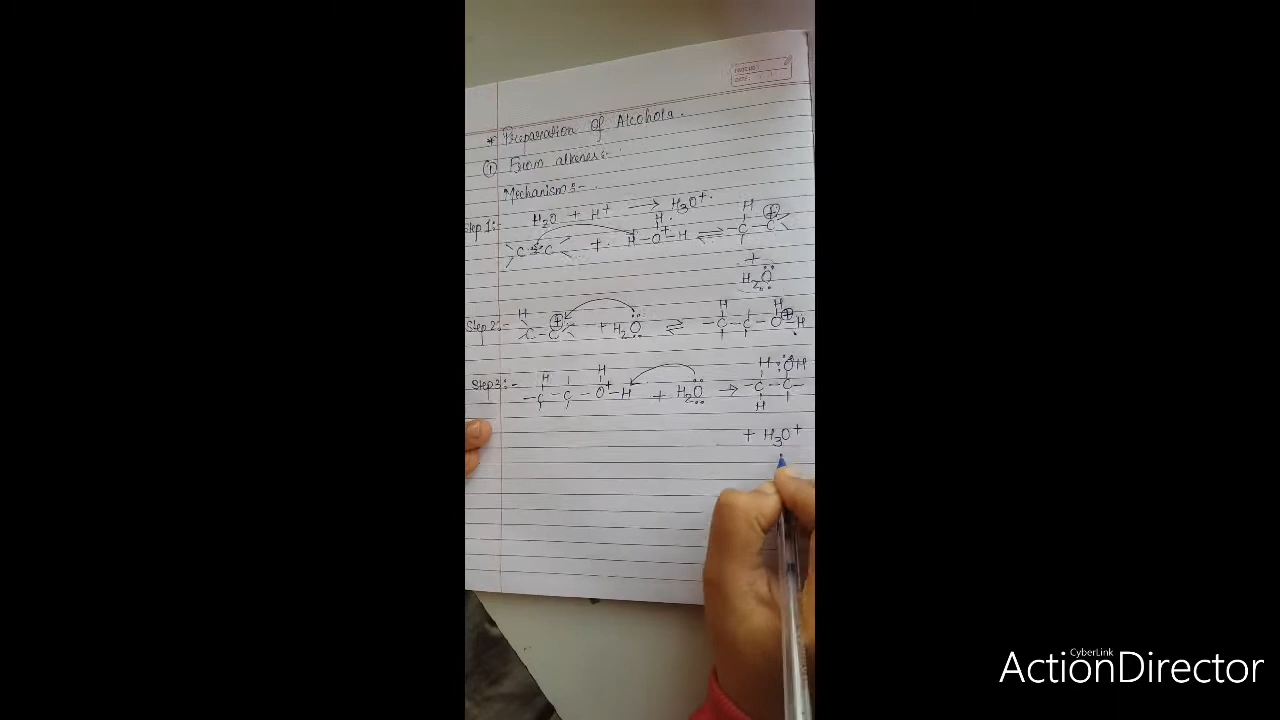 * Preparation of Alcohols.
① From alkenes:-
Mechanism:-
Step 1:- H2O + H+ ⟶ H3O+.
H
H
C = C + H-O+-H ⇌ -C-C ⊕
+
H2O
Step 2:- H
C-C ⊕ + H2O ⇌ H H
-C-C-O ⊕-H
Step 3:- H H
-C-C-O+-H + H2O → H OH
-C-C-
H
+ H3O+
CyberLink
ActionDirector